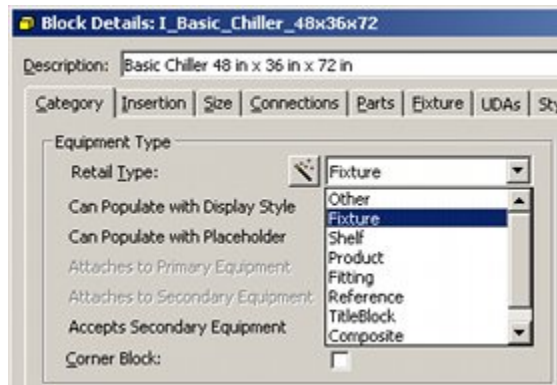 Block Details: I_Basic_Chiller_48x36x72
Description: Basic Chiller 48 in x 36 in x 72 in
Category Insertion Size Connections Parts Fixture UDAs Sty
Equipment Type
Retail Type: Fixture
Other
Can Populate with Display Style Fixture
Shelf
Can Populate with Placeholder Product
Attaches to Primary Equipment Fitting
Attaches to Secondary Equipment Reference
TitleBlock
Accepts Secondary Equipment Composite
Corner Block: